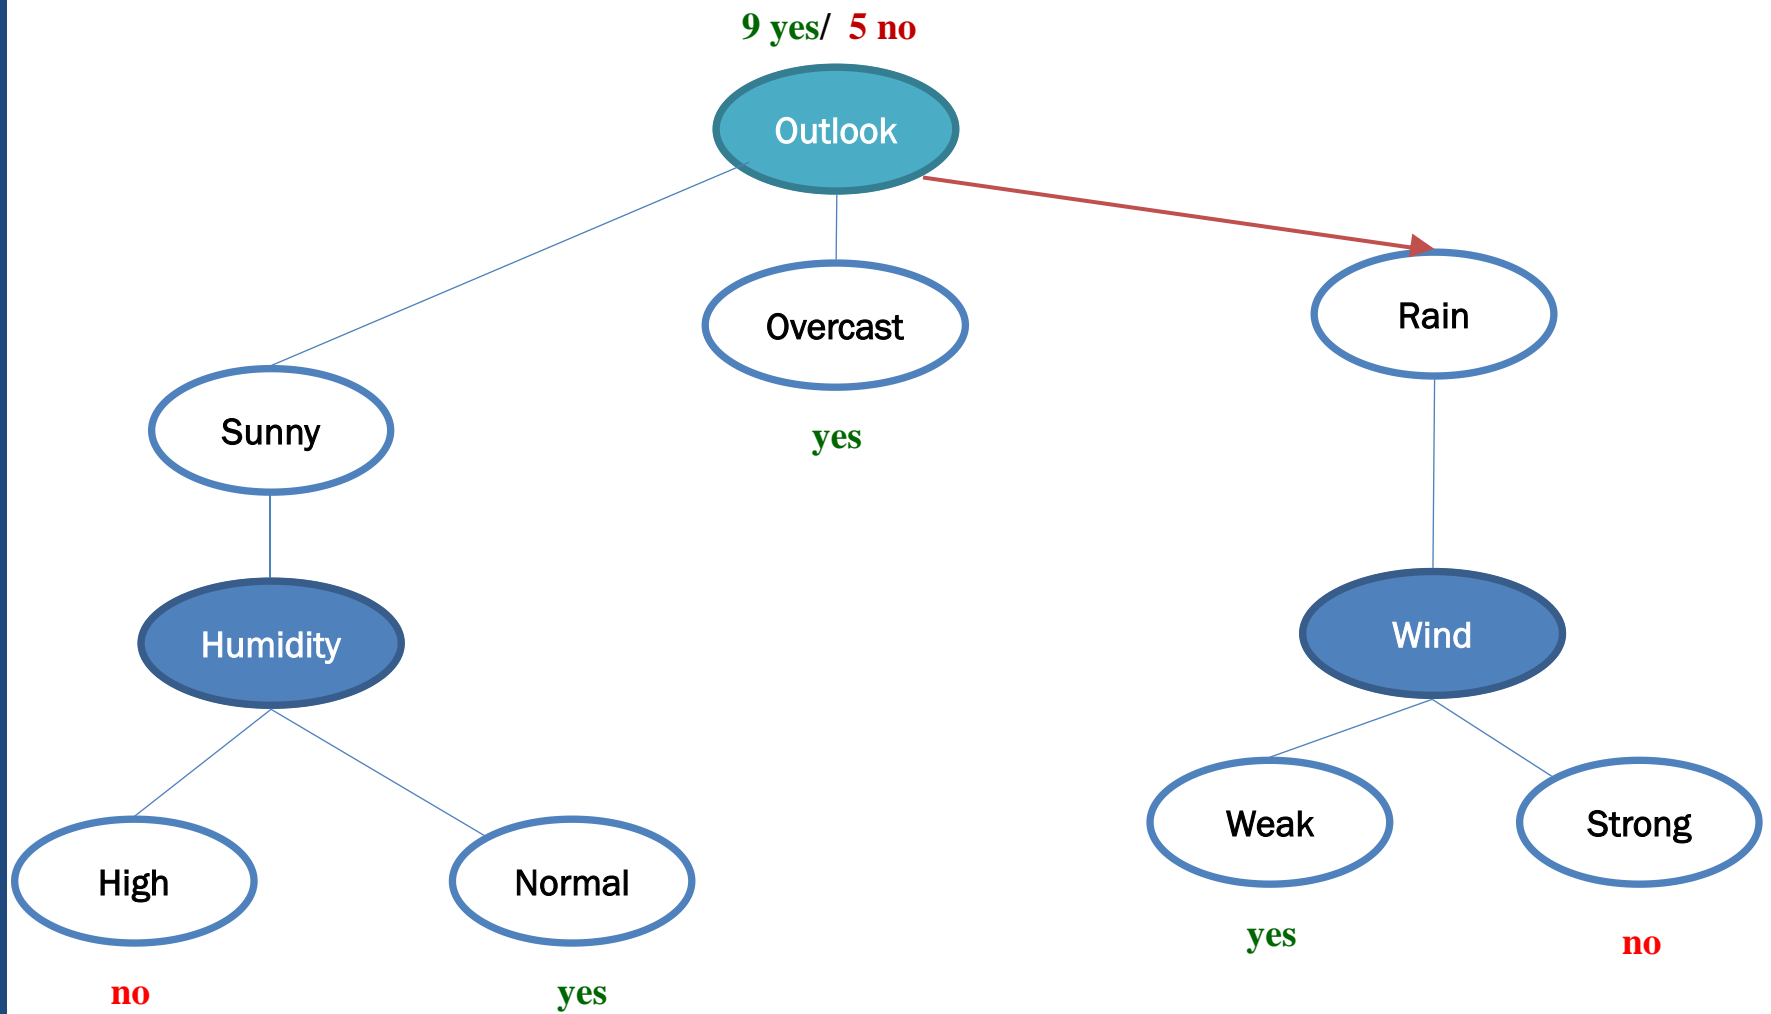 9 yes/ 5 no
Outlook
Overcast
Rain
yes
Sunny
Humidity
Wind
Weak
Strong
High
Normal
yes
no
no
yes